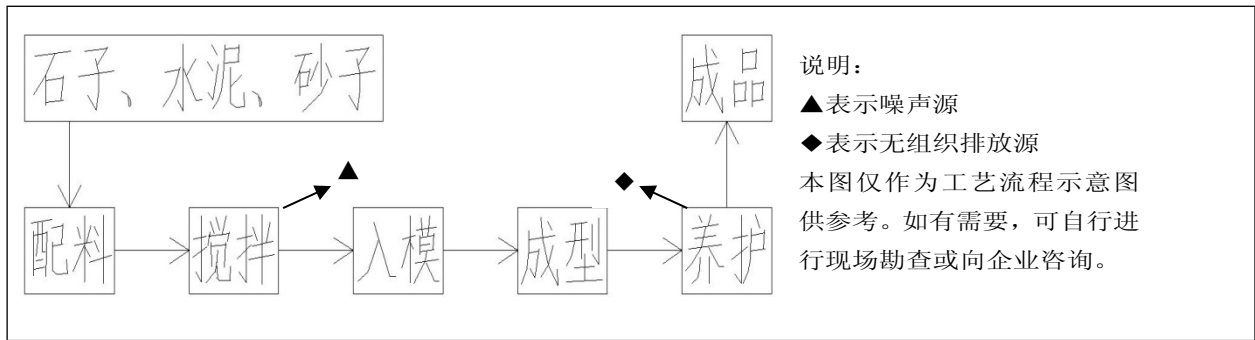 石子、水泥、砂子
成品
配料
搅拌
入模
成型
养护
说明：
▲表示噪声源
◆表示无组织排放源
本图仅作为工艺流程示意图
供参考。如有需要，可自行进
行现场勘查或向企业咨询。